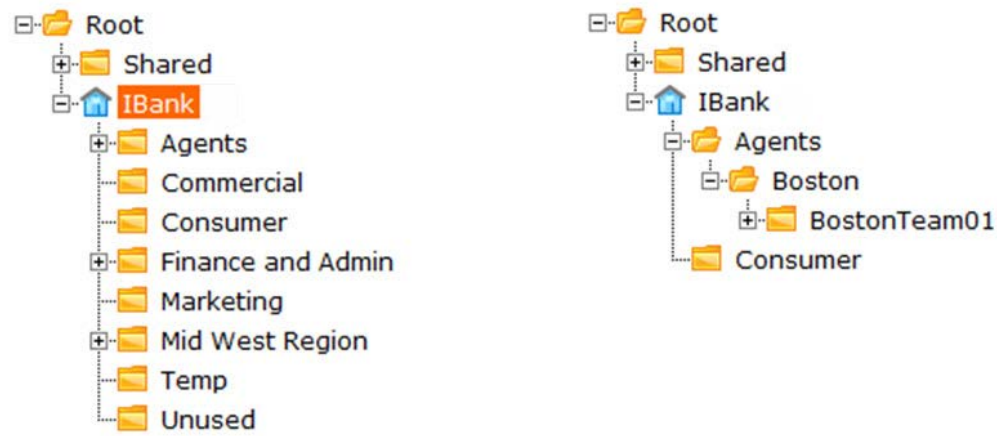 Root
Shared
IBank
Agents
Commercial
Consumer
Finance and Admin
Marketing
Mid West Region
Temp
Unused
Root
Shared
IBank
Agents
Boston
BostonTeam01
Consumer